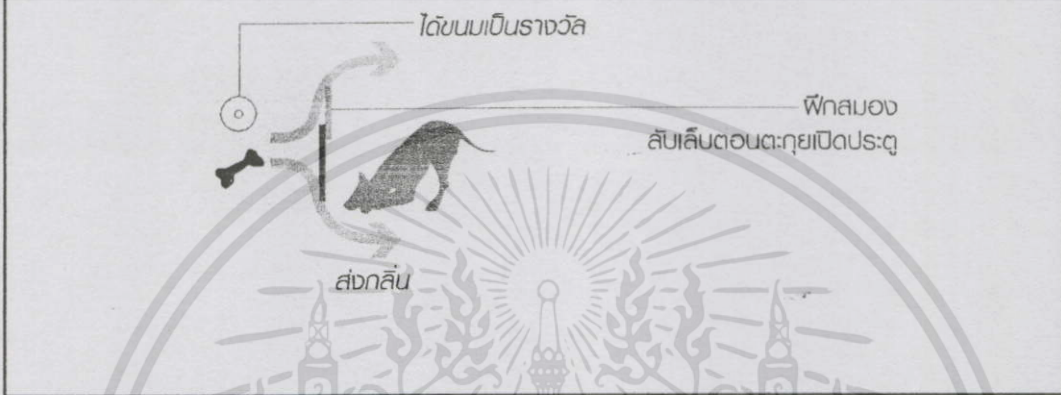 ได้ขนมเป็นรางวัล
ฝึกสมอง
ลับเล็บตอนตะกุยเปิดประตู
ส่งกลิ่น